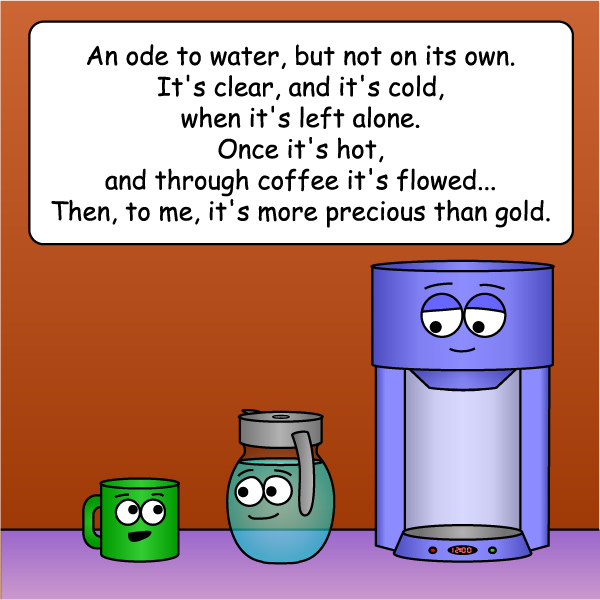 An ode to water, but not on its own.
It's clear, and it's cold,
when it's left alone.
Once it's hot,
and through coffee it's flowed...
Then, to me, it's more precious than gold.
12:00